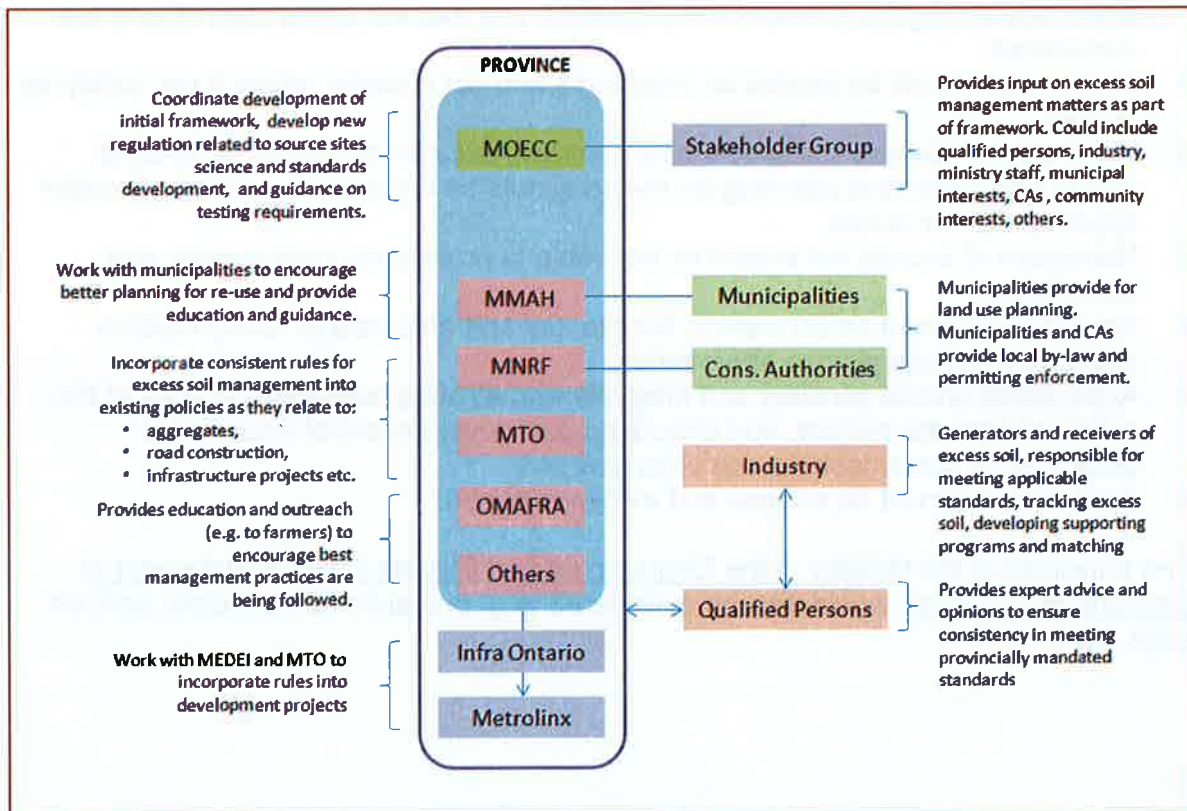 PROVINCE
Coordinate development of
initial framework, develop new
regulation related to source sites
science and standards
development, and guidance on
testing requirements.
MOECC
Stakeholder Group
Provides input on excess soil
management matters as part
of framework. Could include
qualified persons, industry,
ministry staff, municipal
interests, CAs , community
interests, others.
Work with municipalities to encourage
better planning for re-use and provide
education and guidance.
MMAH
Municipalities
Municipalities provide for
land use planning.
Municipalities and CAs
provide local by-law and
permitting enforcement.
MNRF
Cons. Authorities
Incorporate consistent rules for
excess soil management into
existing policies as they relate to:
• aggregates,
• road construction,
• infrastructure projects etc.
MTO
Industry
Generators and receivers of
excess soil, responsible for
meeting applicable
standards, tracking excess
soil, developing supporting
programs and matching
Provides education and outreach
(e.g. to farmers) to
encourage best
management practices are
being followed.
OMAFRA
Others
Qualified Persons
Provides expert advice and
opinions to ensure
consistency in meeting
provincially mandated
standards
Work with MEDEI and MTO to
incorporate rules into
development projects
Infra Ontario
Metrolinx